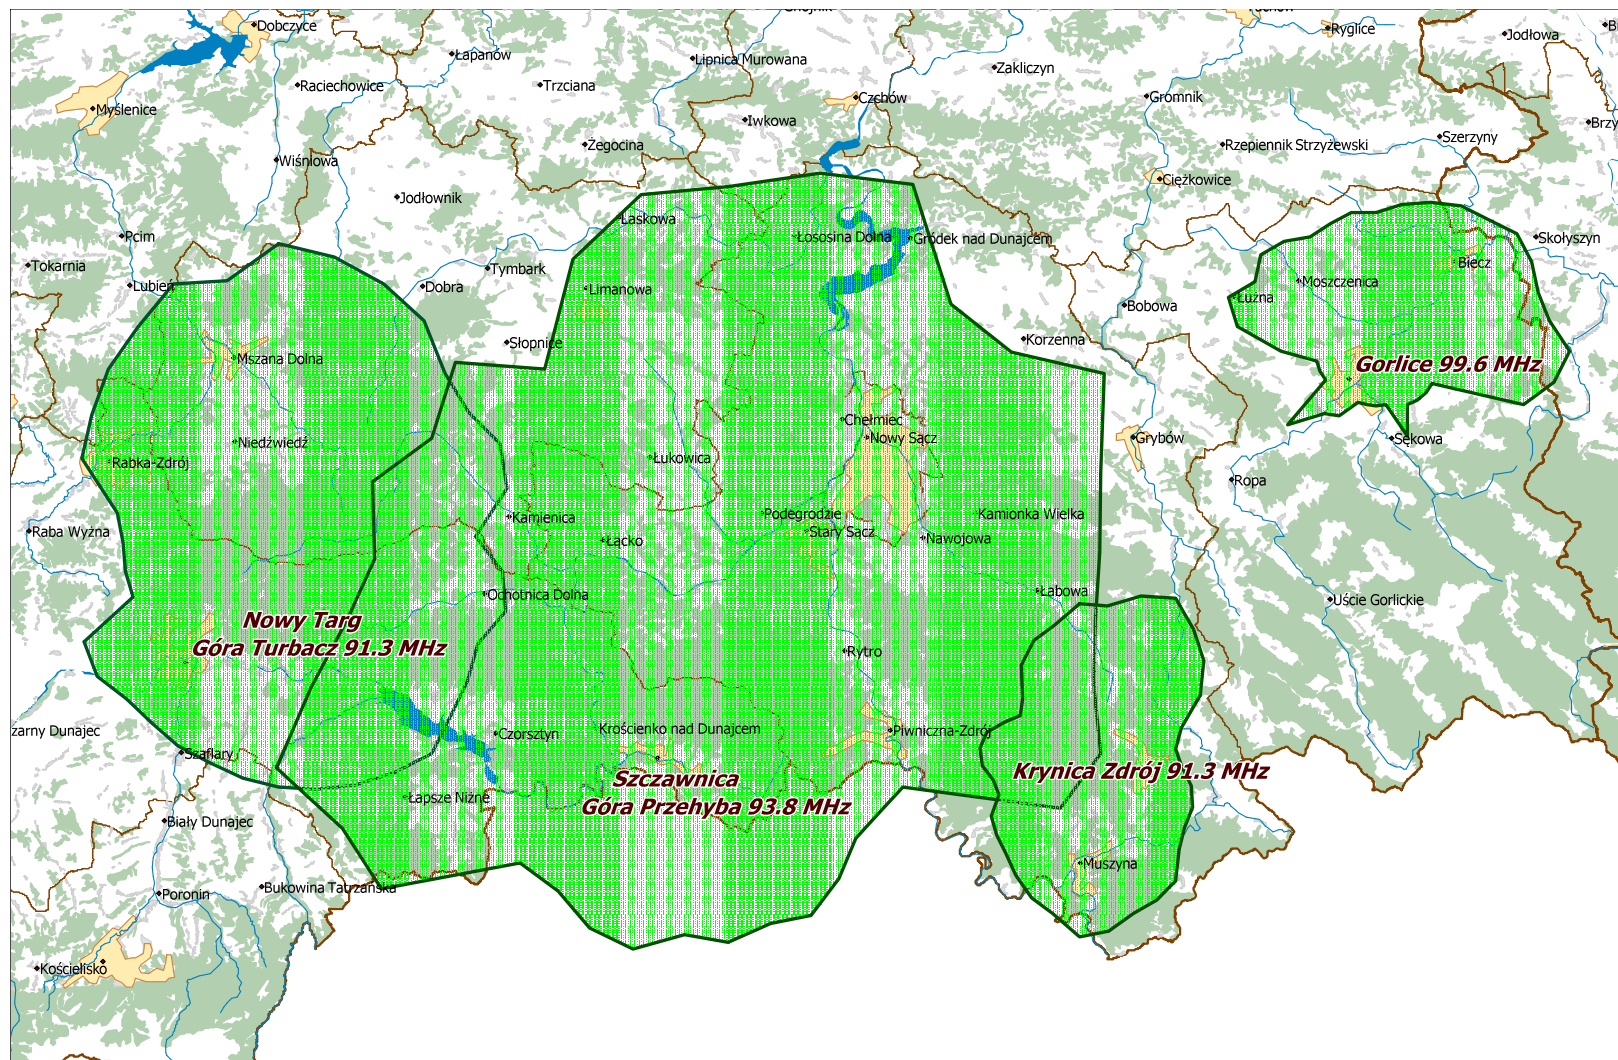 Dobczyce
Ryglice
Jodłowa
Łapanów
Lipnica Murowana
Zakliczyn
Raciechowice
Trzciana
Czchów
Gromnik
Myślenice
Iwkowa
Szerzyny
Żegocina
Rzepiennik Strzyżewski
Wiśniowa
Ciężkowice
Jodłownik
Laskowa
Pcim
Łososina Dolna
Gródek nad Dunajcem
Skołyszyn
Tokarnia
Tymbark
Biecz
Lubień
Dobra
Limanowa
Moszczenica
Łużna
Bobowa
Słopnice
Korzenna
Mszana Dolna
Gorlice 99.6 MHz
Chełmiec
Niedźwiedź
Nowy Sącz
Grybów
Sękowa
Rabka-Zdrój
Łukowica
Ropa
Kamienica
Podegrodzie
Kamionka Wielka
Raba Wyżna
Stary Sącz
Łącko
Nawojowa
Ochotnica Dolna
Łabowa
Uście Gorlickie
Nowy Targ
Góra Turbacz 91.3 MHz
Rytro
zarny Dunajec
Czorsztyn
Krościenko nad Dunajcem
Piwniczna-Zdrój
Szaflary
Krynica Zdrój 91.3 MHz
Szczawnica
Góra Przehyba 93.8 MHz
Łapsze Niżne
Biały Dunajec
Muszyna
Poronin
Bukowina Tatrzańska
Kościelisko